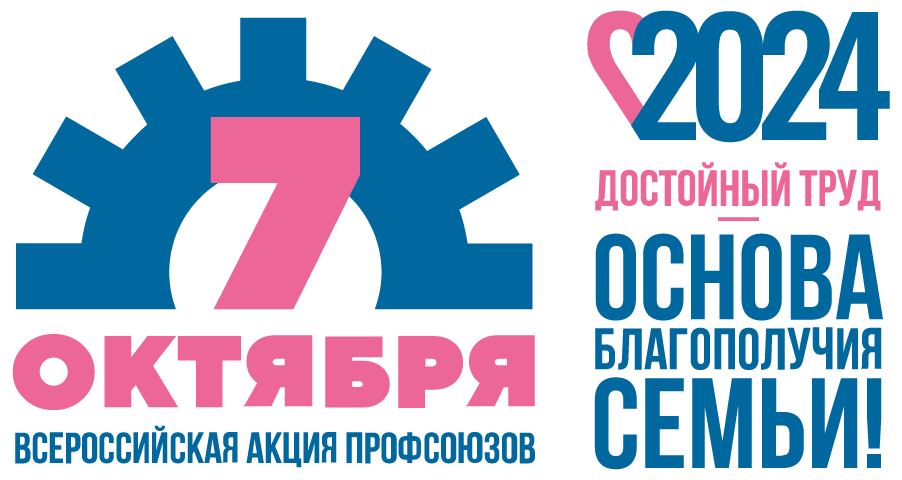 7
ОКТЯБРЯ
ВСЕРОССИЙСКАЯ АКЦИЯ ПРОФСОЮЗОВ
2024
ДОСТОЙНЫЙ ТРУД
—
ОСНОВА
БЛАГОПОЛУЧИЯ
СЕМЬИ!